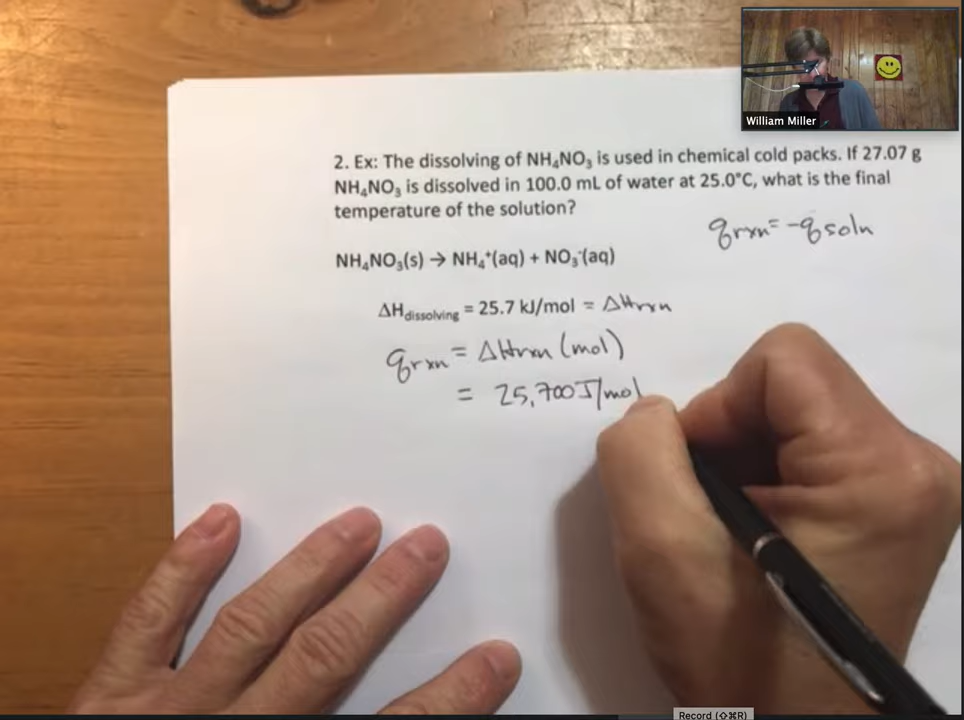 William Miller
2. Ex: The dissolving of NH₄NO₃ is used in chemical cold packs. If 27.07 g
NH₄NO₃ is dissolved in 100.0 mL of water at 25.0°C, what is the final
temperature of the solution?
qrxn = -qsoln
NH₄NO₃(s) → NH₄⁺(aq) + NO₃⁻(aq)
ΔHdissolving = 25.7 kJ/mol = ΔHrxn
qrxn = ΔHrxn (mol)
= 25,700J/mol
Record (⇧⌘R)